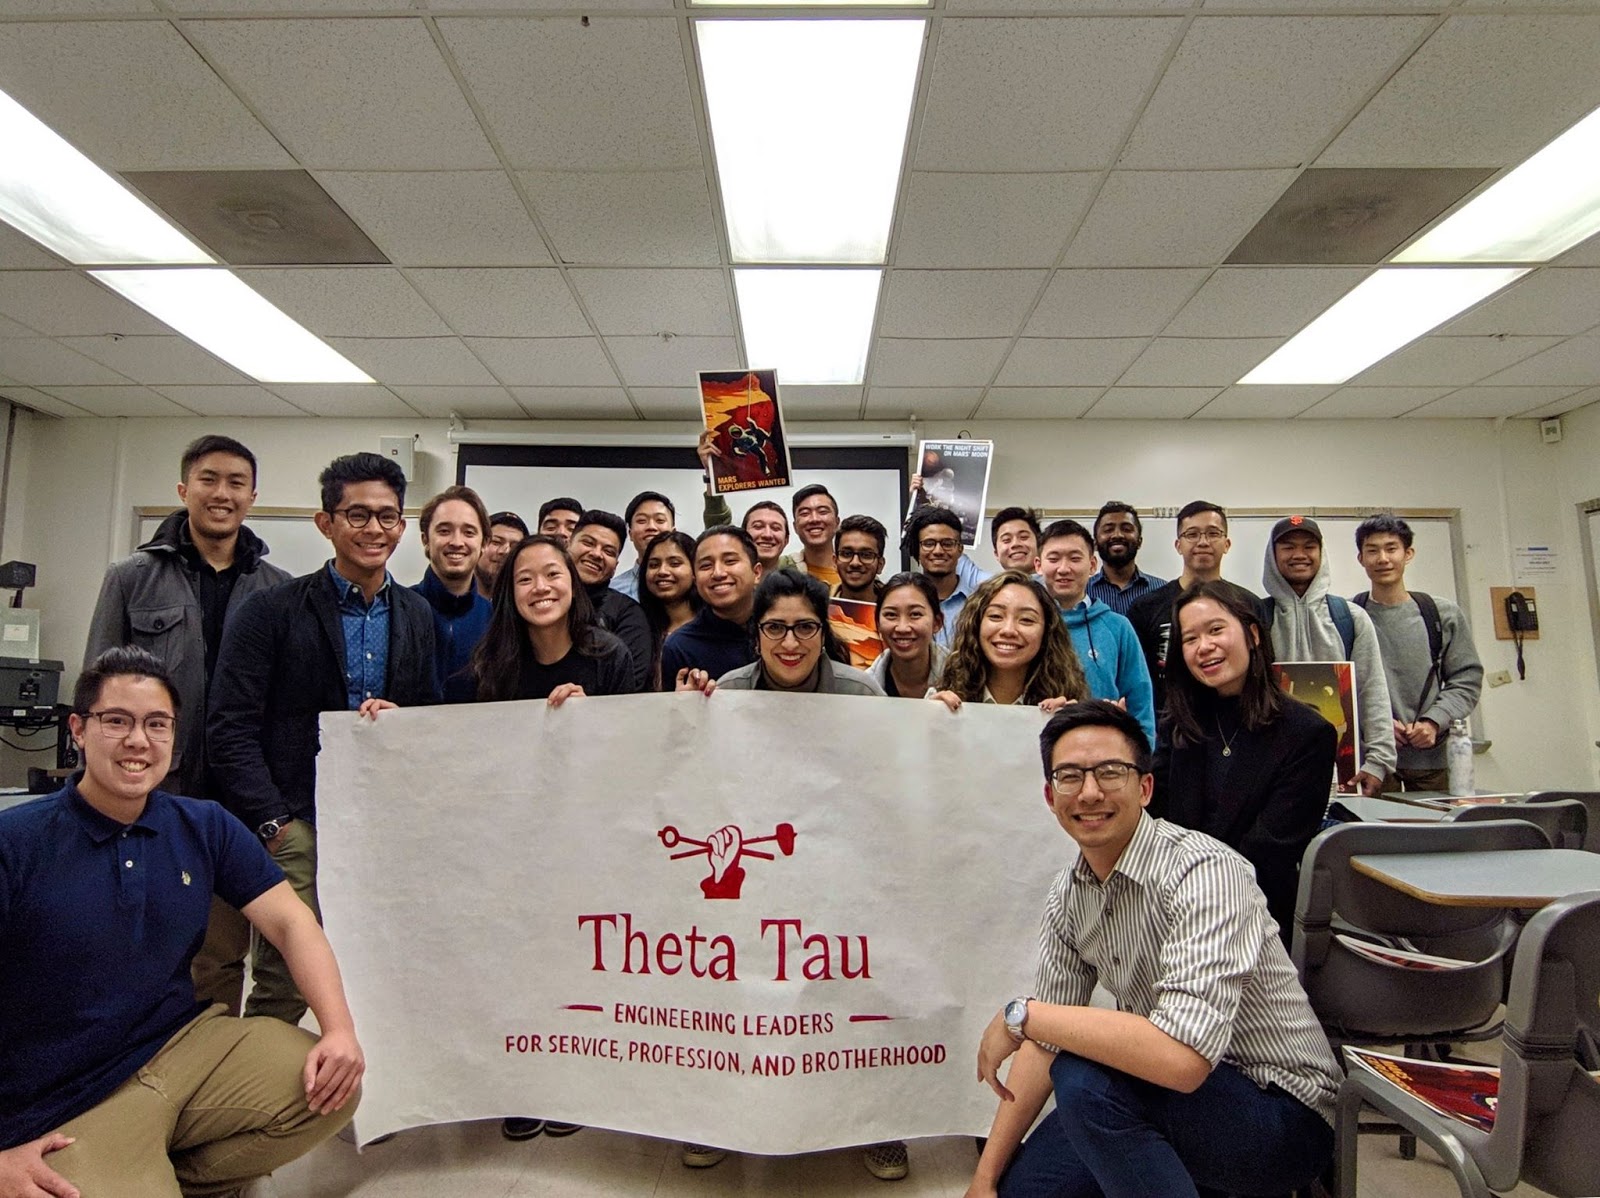 MARS
EXPLORERS WANTED
WORK THE NIGHT SHIFT
ON MARS' MOON
Theta Tau
ENGINEERING LEADERS
FOR SERVICE, PROFESSION, AND BROTHERHOOD